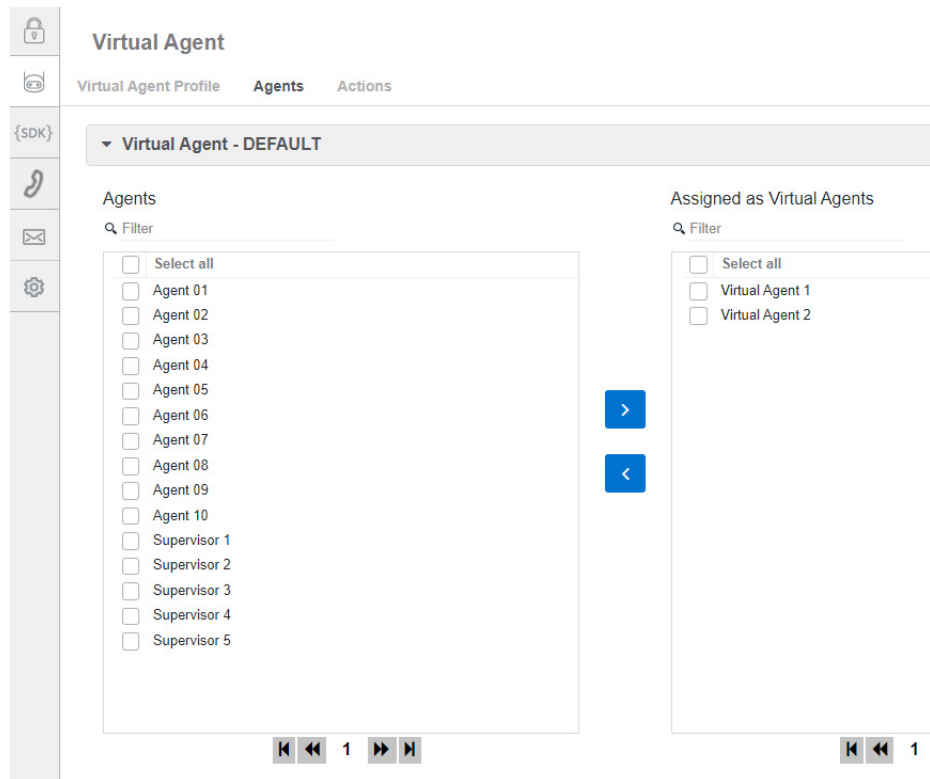 Virtual Agent
Virtual Agent Profile Agents Actions
{SDK}
Virtual Agent - DEFAULT
Agents
Filter
Select all
Agent 01
Agent 02
Agent 03
Agent 04
Agent 05
Agent 06
Agent 07
Agent 08
Agent 09
Agent 10
Supervisor 1
Supervisor 2
Supervisor 3
Supervisor 4
Supervisor 5
1
Assigned as Virtual Agents
Filter
Select all
Virtual Agent 1
Virtual Agent 2
1